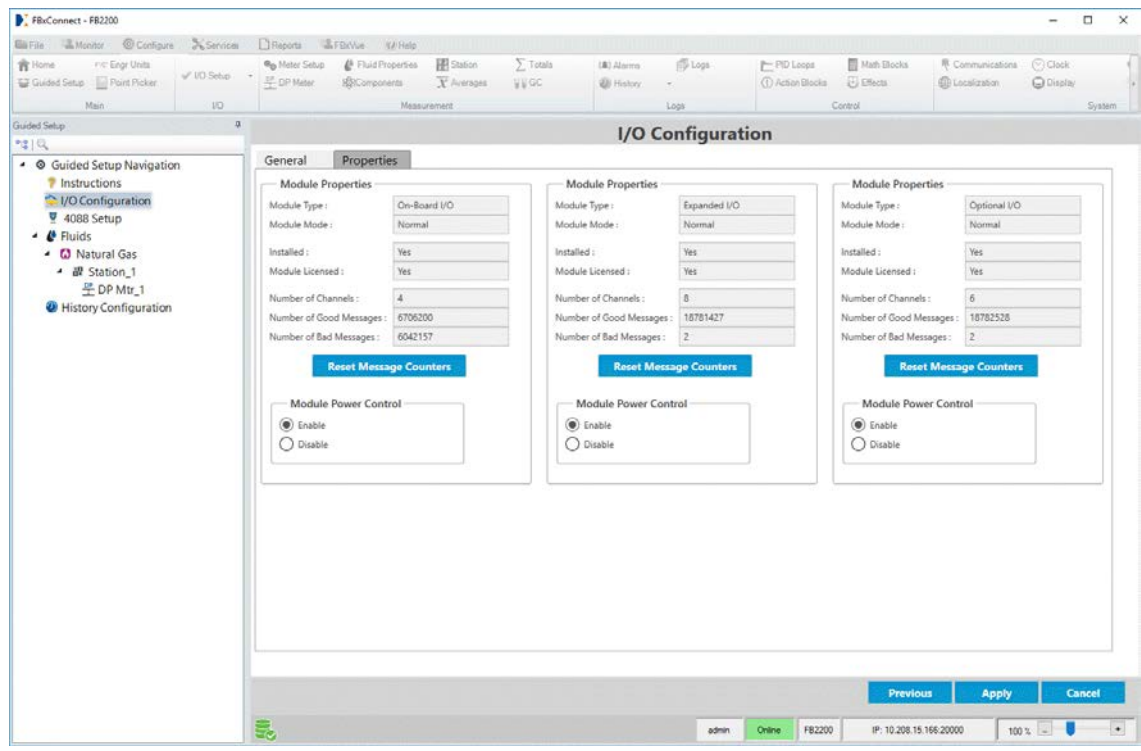 FBxConnect - FB2200
File Monitor Configure Services Reports FBxVue Help
Home Engr Units I/O Setup Meter Setup Fluid Properties Station Totals Alarms Logs PID Loops Math Blocks Communications Clock
Guided Setup Point Picker DP Meter Components Averages GC History Action Blocks Effects Localization Display
Main I/O Measurement Logs Control System
Guided Setup
I/O Configuration
Guided Setup Navigation
Instructions
I/O Configuration
4088 Setup
Fluids
Natural Gas
Station_1
DP Mtr_1
History Configuration
General Properties
Module Properties
Module Type : On-Board I/O
Module Mode : Normal
Installed : Yes
Module Licensed : Yes
Number of Channels : 4
Number of Good Messages : 6706200
Number of Bad Messages : 6042157
Reset Message Counters
Module Power Control
Enable
Disable
Module Properties
Module Type : Expanded I/O
Module Mode : Normal
Installed : Yes
Module Licensed : Yes
Number of Channels : 8
Number of Good Messages : 18781427
Number of Bad Messages : 2
Reset Message Counters
Module Power Control
Enable
Disable
Module Properties
Module Type : Optional I/O
Module Mode : Normal
Installed : Yes
Module Licensed : Yes
Number of Channels : 6
Number of Good Messages : 18782528
Number of Bad Messages : 2
Reset Message Counters
Module Power Control
Enable
Disable
Previous Apply Cancel
admin Online FB2200 IP: 10.208.15.166:20000 100 %